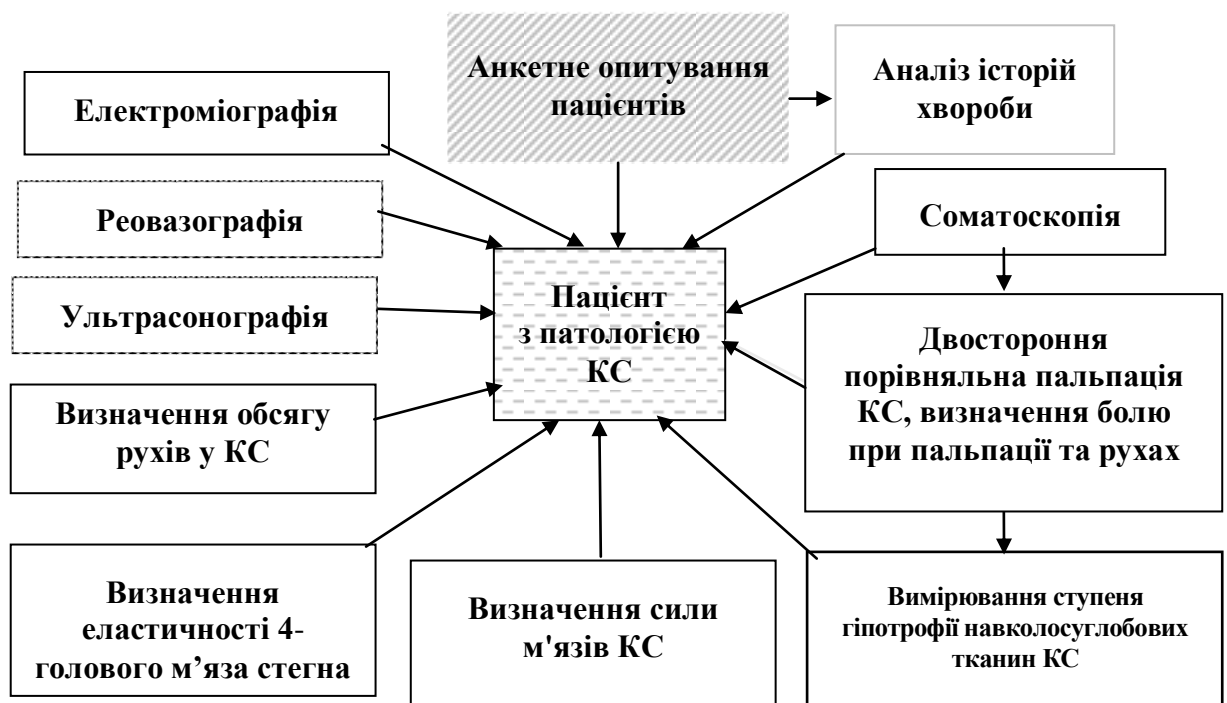 Анкетне опитування
пацієнтів
Аналіз історій
хвороби
Електроміографія
Реовазографія
Соматоскопія
Ультрасонографія
Пацієнт
з патологією
КС
Двостороння
порівняльна пальпація
КС, визначення болю
при пальпації та рухах
Визначення обсягу
рухів у КС
Визначення
еластичності 4-
голового м’яза стегна
Визначення сили
м'язів КС
Вимірювання ступеня
гіпотрофії навколосуглобових
тканин КС